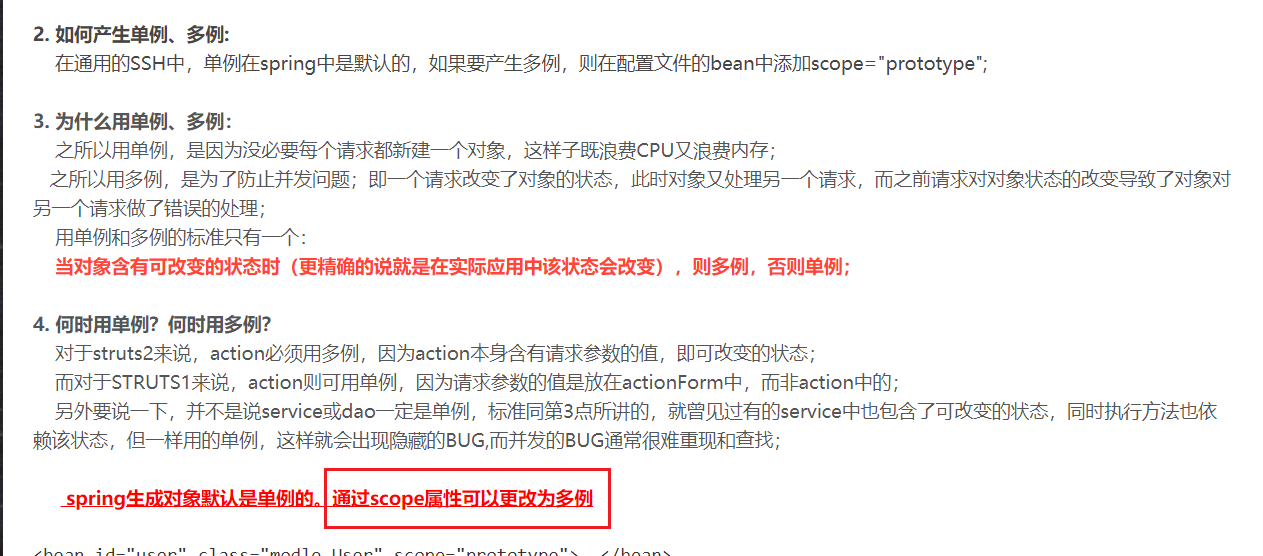 2. 如何产生单例、多例:
在通用的SSH中，单例在spring中是默认的，如果要产生多例，则在配置文件的bean中添加scope="prototype";
3. 为什么用单例、多例：
之所以用单例，是因为没必要每个请求都新建一个对象，这样子既浪费CPU又浪费内存；
之所以用多例，是为了防止并发问题；即一个请求改变了对象的状态，此时对象又处理另一个请求，而之前请求对对象状态的改变导致了对象对
另一个请求做了错误的处理；
用单例和多例的标准只有一个：
当对象含有可改变的状态时（更精确的说就是在实际应用中该状态会改变），则多例，否则单例；
4. 何时用单例？何时用多例？
对于struts2来说，action必须用多例，因为action本身含有请求参数的值，即可改变的状态；
而对于STRUTS1来说，action则可用单例，因为请求参数的值是放在actionForm中，而非action中的；
另外要说一下，并不是说service或dao一定是单例，标准同第3点所讲的，就曾见过有的service中也包含了可改变的状态，同时执行方法也依
赖该状态，但一样用的单例，这样就会出现隐藏的BUG,而并发的BUG通常很难重现和查找；
spring生成对象默认是单例的。通过scope属性可以更改为多例
<bean id="user" class="modle.User" scope="prototype"> </bean>